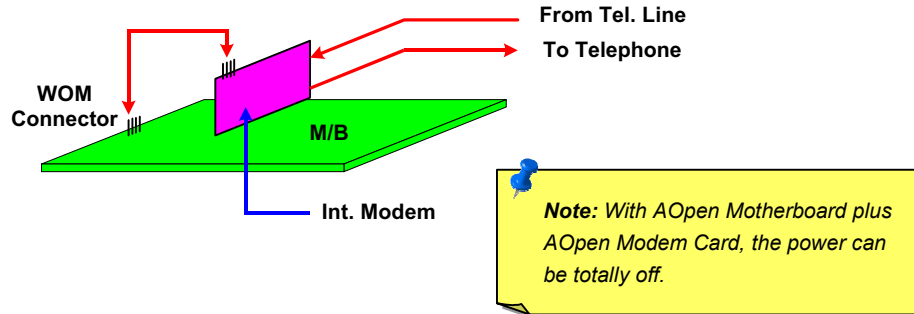 From Tel. Line
To Telephone
WOM
Connector
M/B
Int. Modem
Note: With AOpen Motherboard plus
AOpen Modem Card, the power can
be totally off.